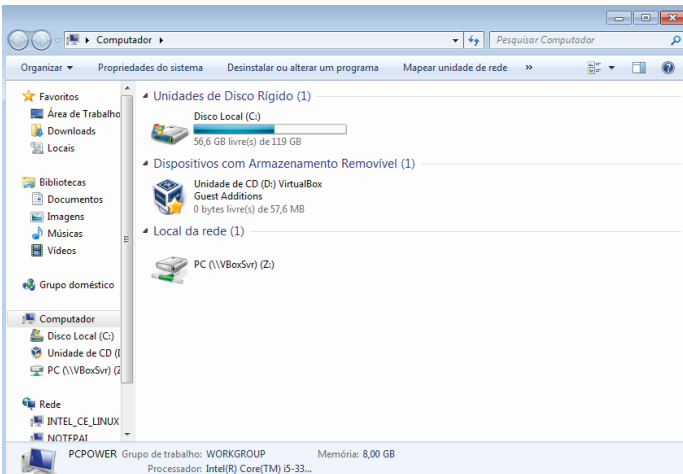 Computador
Pesquisar Computador
Organizar Propriedades do sistema Desinstalar ou alterar um programa Mapear unidade de rede »
Favoritos
Área de Trabalho
Downloads
Locais
Bibliotecas
Documentos
Imagens
Músicas
Vídeos
Grupo doméstico
Computador
Disco Local (C:)
Unidade de CD (D
PC (\\VBoxSvr) (Z
Rede
INTEL_CE_LINUX
NOTEPAI
Unidades de Disco Rígido (1)
Disco Local (C:)
56,6 GB livre(s) de 119 GB
Dispositivos com Armazenamento Removível (1)
Unidade de CD (D:) VirtualBox
Guest Additions
0 bytes livre(s) de 57,6 MB
Local da rede (1)
PC (\\VBoxSvr) (Z:)
PCPOWER Grupo de trabalho: WORKGROUP Memória: 8,00 GB
Processador: Intel(R) Core(TM) i5-33...